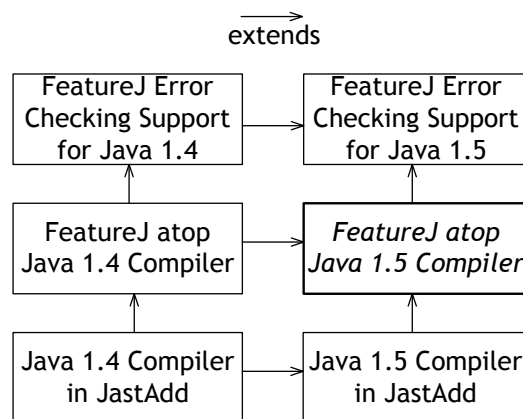 extends
FeatureJ Error
Checking Support
for Java 1.4
FeatureJ Error
Checking Support
for Java 1.5
FeatureJ atop
Java 1.4 Compiler
FeatureJ atop
Java 1.5 Compiler
Java 1.4 Compiler
in JastAdd
Java 1.5 Compiler
in JastAdd